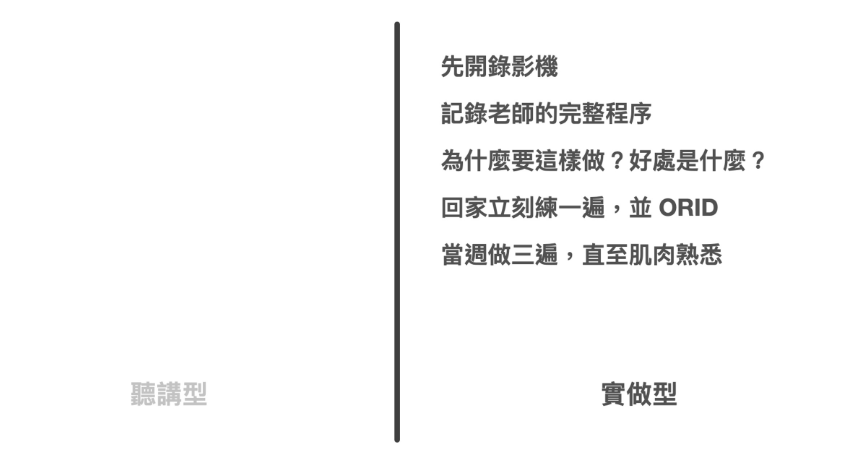 先開錄影機
記錄老師的完整程序
為什麼要這樣做？好處是什麼？
回家立刻練一遍，並 ORID
當週做三遍，直至肌肉熟悉
聽講型
實做型